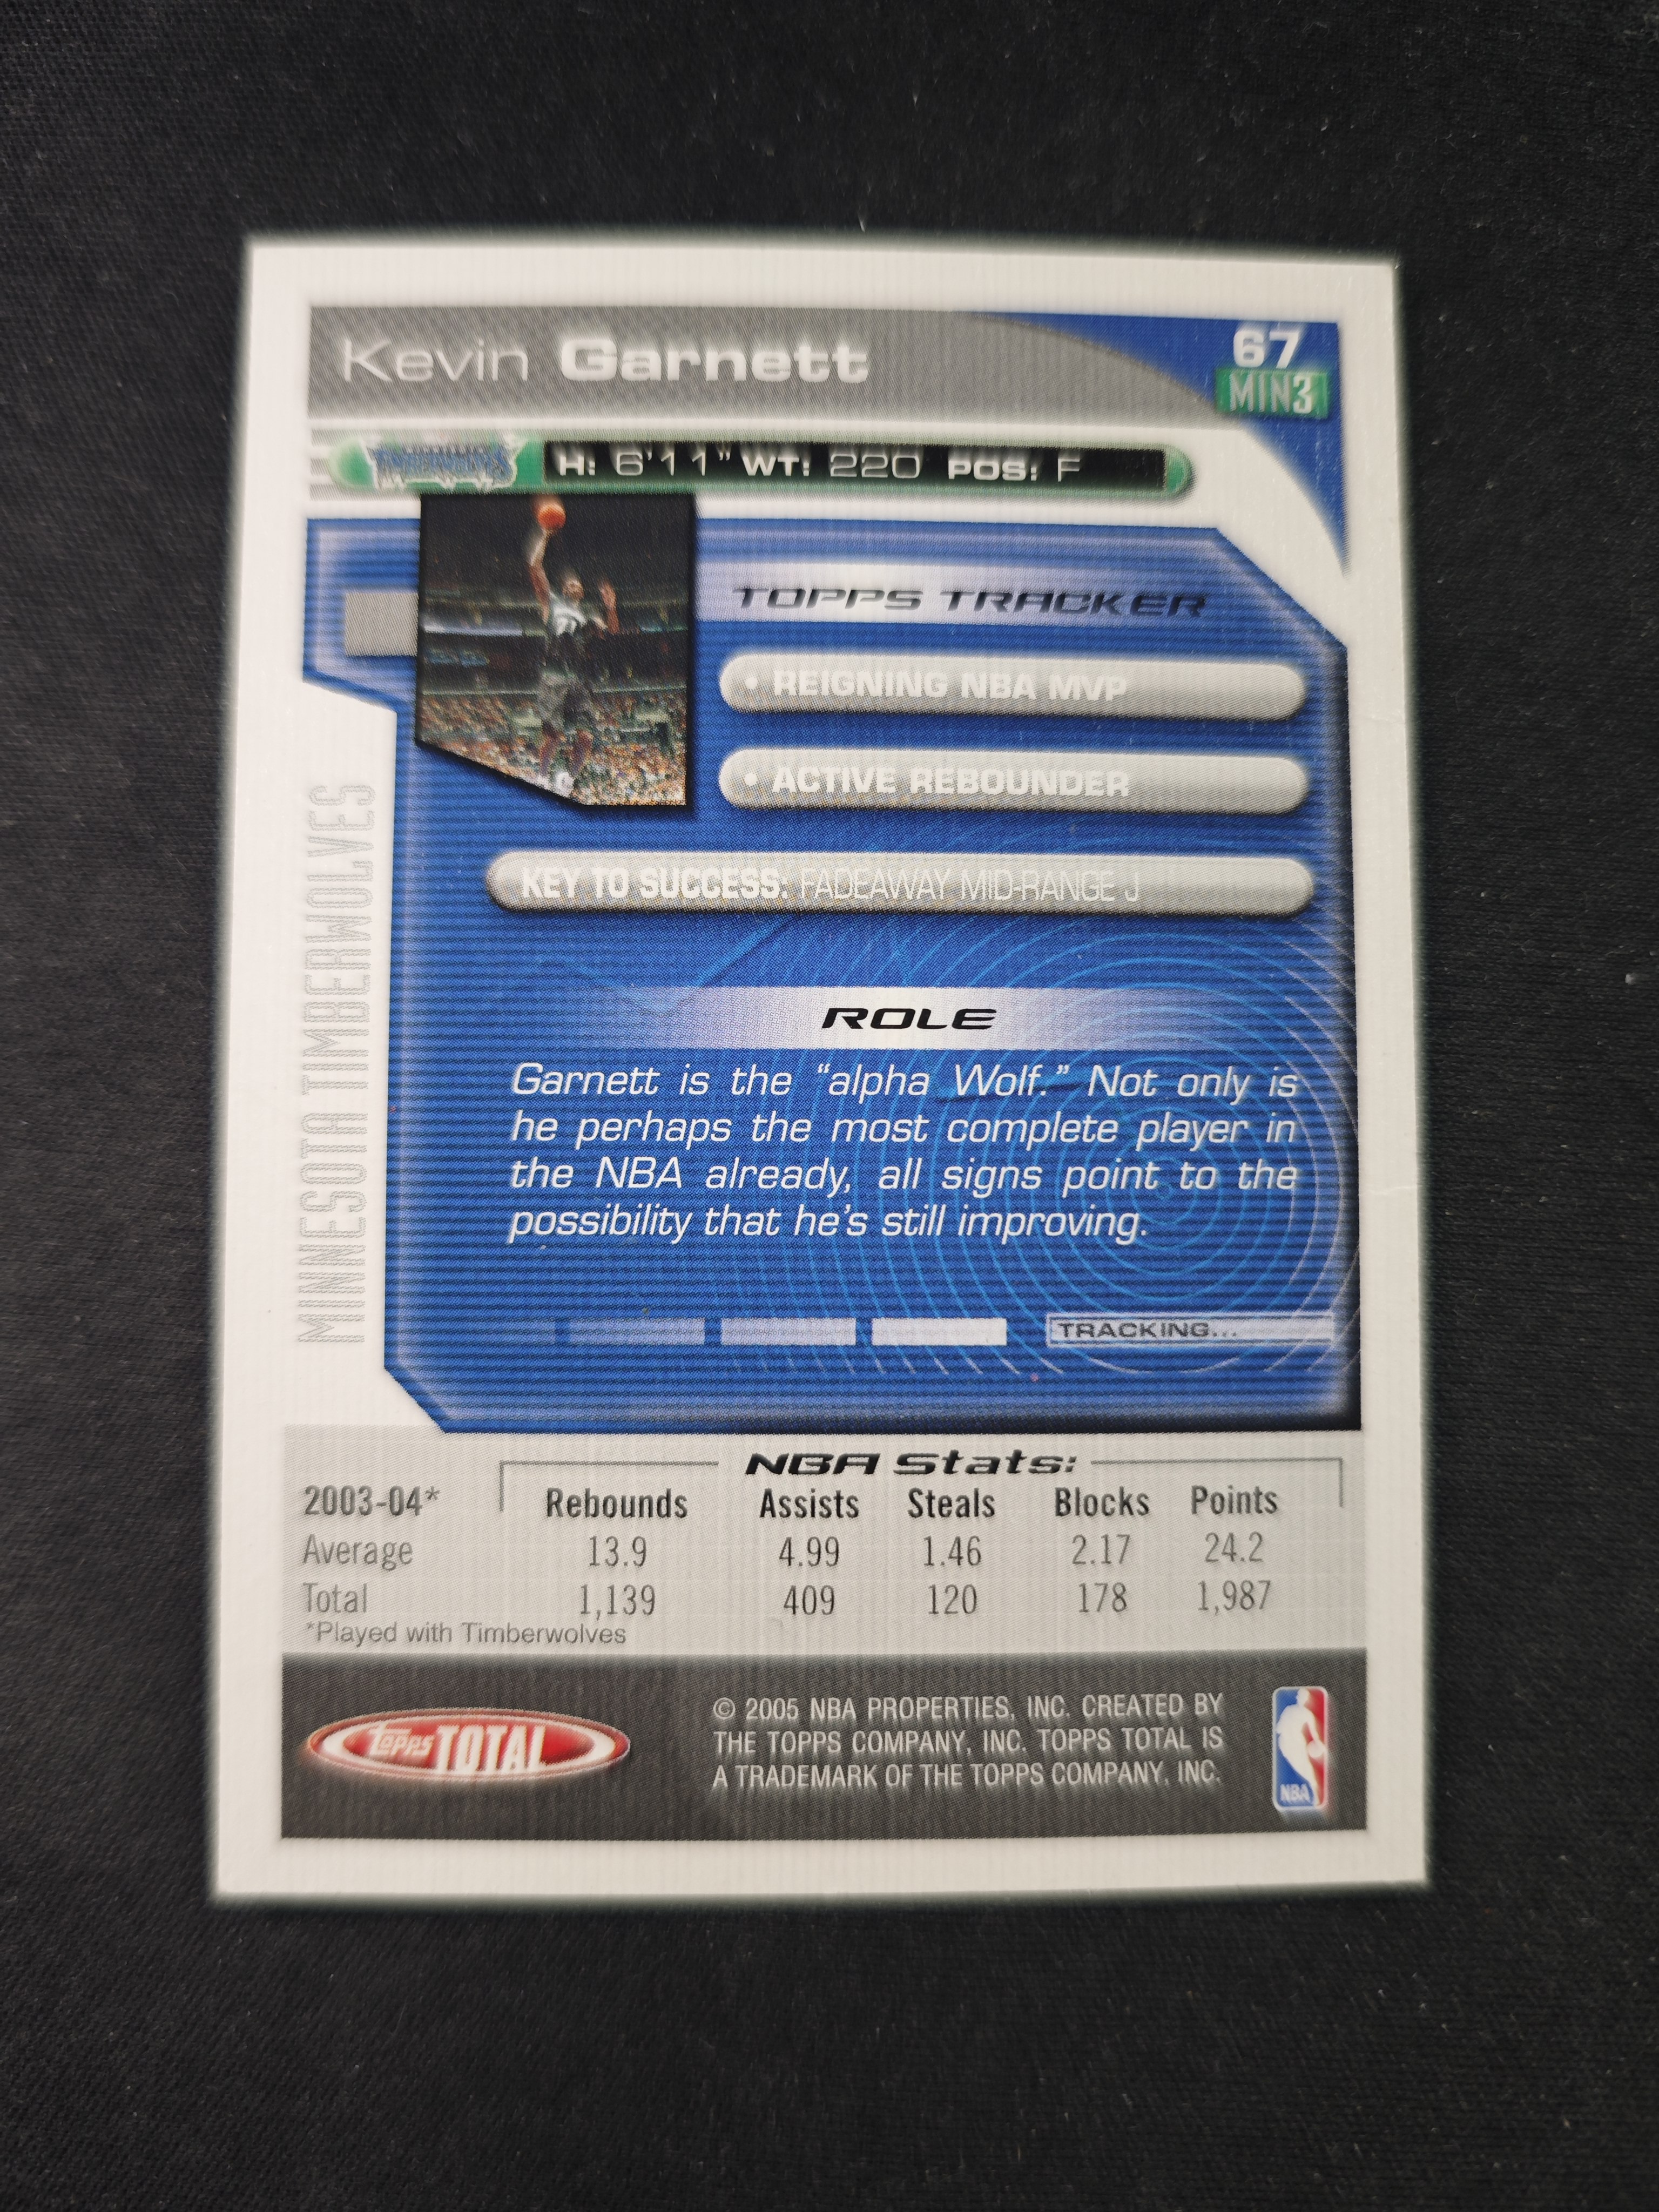 Kevin Garnett
67
MIN3
TIMBERWOLVES
H: 6'11" WT: 220 POS: F
TOPPS TRACKER
• REIGNING NBA MVP
• ACTIVE REBOUNDER
KEY TO SUCCESS: FADEAWAY MID-RANGE J
MINNESOTA TIMBERWOLVES
ROLE
Garnett is the “alpha Wolf.” Not only is
he perhaps the most complete player in
the NBA already, all signs point to the
possibility that he’s still improving.
TRACKING...
NBA Stats:
2003-04* Rebounds Assists Steals Blocks Points
Average 13.9 4.99 1.46 2.17 24.2
Total 1,139 409 120 178 1,987
*Played with Timberwolves
Topps TOTAL
© 2005 NBA PROPERTIES, INC. CREATED BY
THE TOPPS COMPANY, INC. TOPPS TOTAL IS
A TRADEMARK OF THE TOPPS COMPANY, INC.
NBA